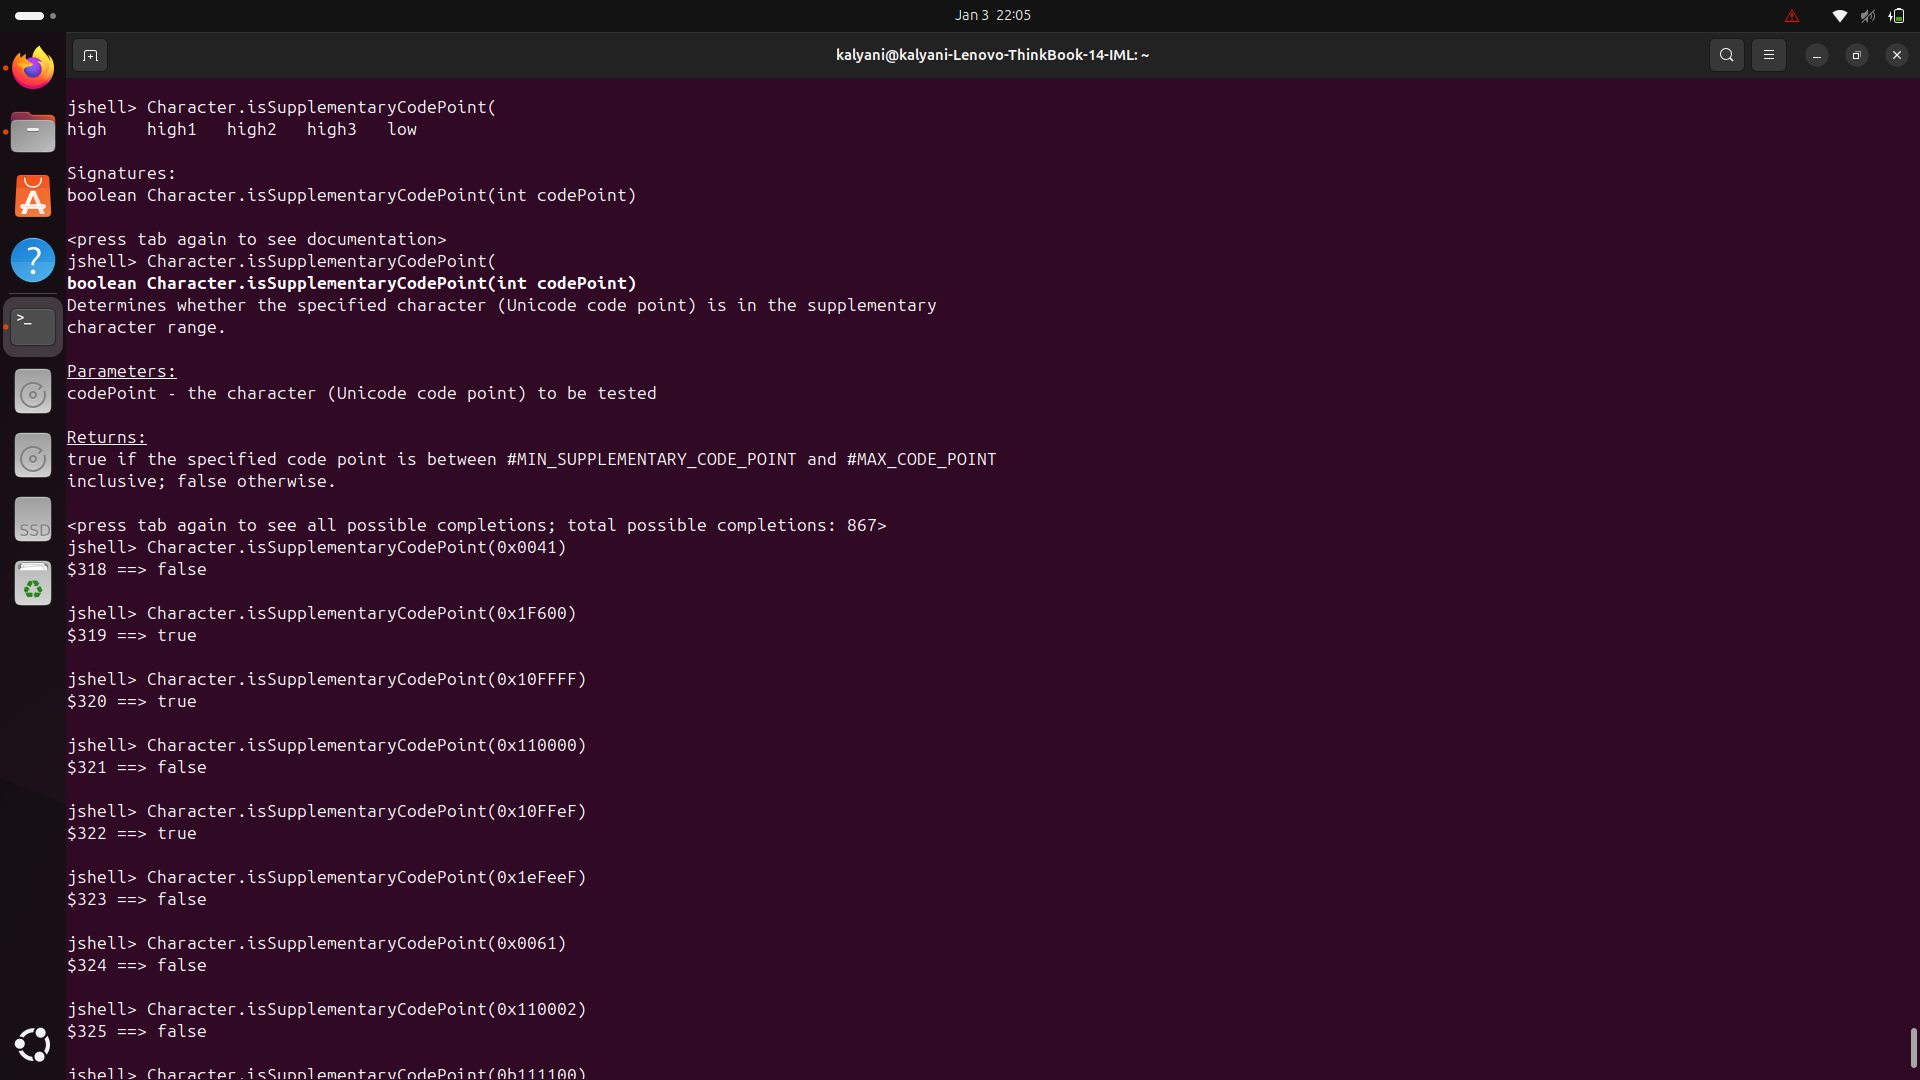 Jan 3 22:05
kalyani@kalyani-Lenovo-ThinkBook-14-IML: ~
jshell> Character.isSupplementaryCodePoint(
high    high1   high2   high3   low
Signatures:
boolean Character.isSupplementaryCodePoint(int codePoint)
<press tab again to see documentation>
jshell> Character.isSupplementaryCodePoint(
boolean Character.isSupplementaryCodePoint(int codePoint)
Determines whether the specified character (Unicode code point) is in the supplementary
character range.
Parameters:
codePoint - the character (Unicode code point) to be tested
Returns:
true if the specified code point is between #MIN_SUPPLEMENTARY_CODE_POINT and #MAX_CODE_POINT
inclusive; false otherwise.
<press tab again to see all possible completions; total possible completions: 867>
jshell> Character.isSupplementaryCodePoint(0x0041)
$318 ==> false
jshell> Character.isSupplementaryCodePoint(0x1F600)
$319 ==> true
jshell> Character.isSupplementaryCodePoint(0x10FFFF)
$320 ==> true
jshell> Character.isSupplementaryCodePoint(0x110000)
$321 ==> false
jshell> Character.isSupplementaryCodePoint(0x10FFeF)
$322 ==> true
jshell> Character.isSupplementaryCodePoint(0x1eFeeF)
$323 ==> false
jshell> Character.isSupplementaryCodePoint(0x0061)
$324 ==> false
jshell> Character.isSupplementaryCodePoint(0x110002)
$325 ==> false
jshell> Character.isSupplementaryCodePoint(0b111100)
SSD